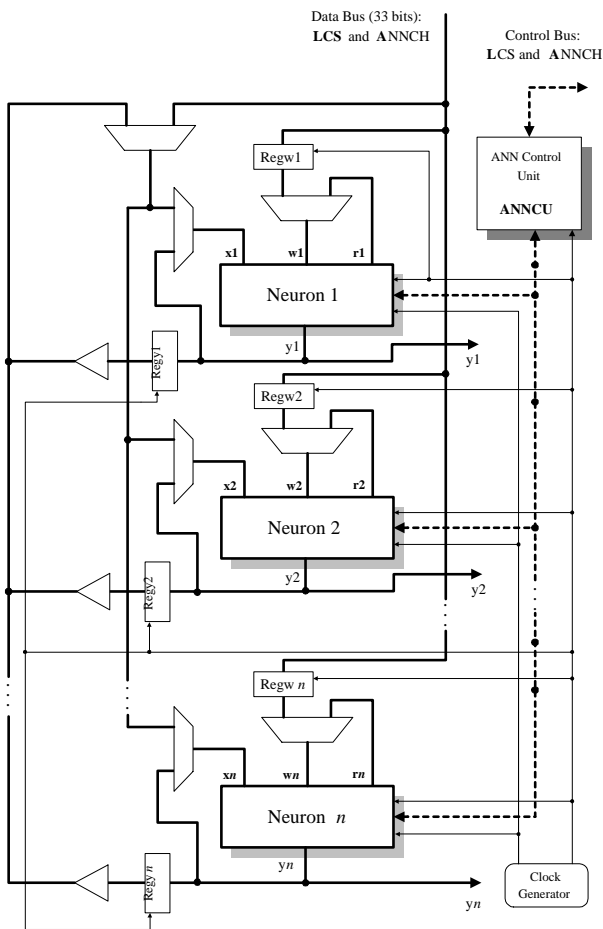 Data Bus (33 bits):
LCS and ANNCH
Control Bus:
LCS and ANNCH
ANN Control
Unit
ANNCU
Regw1
x1
w1
r1
Neuron 1
y1
y1
Regy1
Regw2
x2
w2
r2
Neuron 2
y2
y2
Regy2
Regw n
xn
wn
rn
Neuron n
yn
yn
Regy n
Clock
Generator